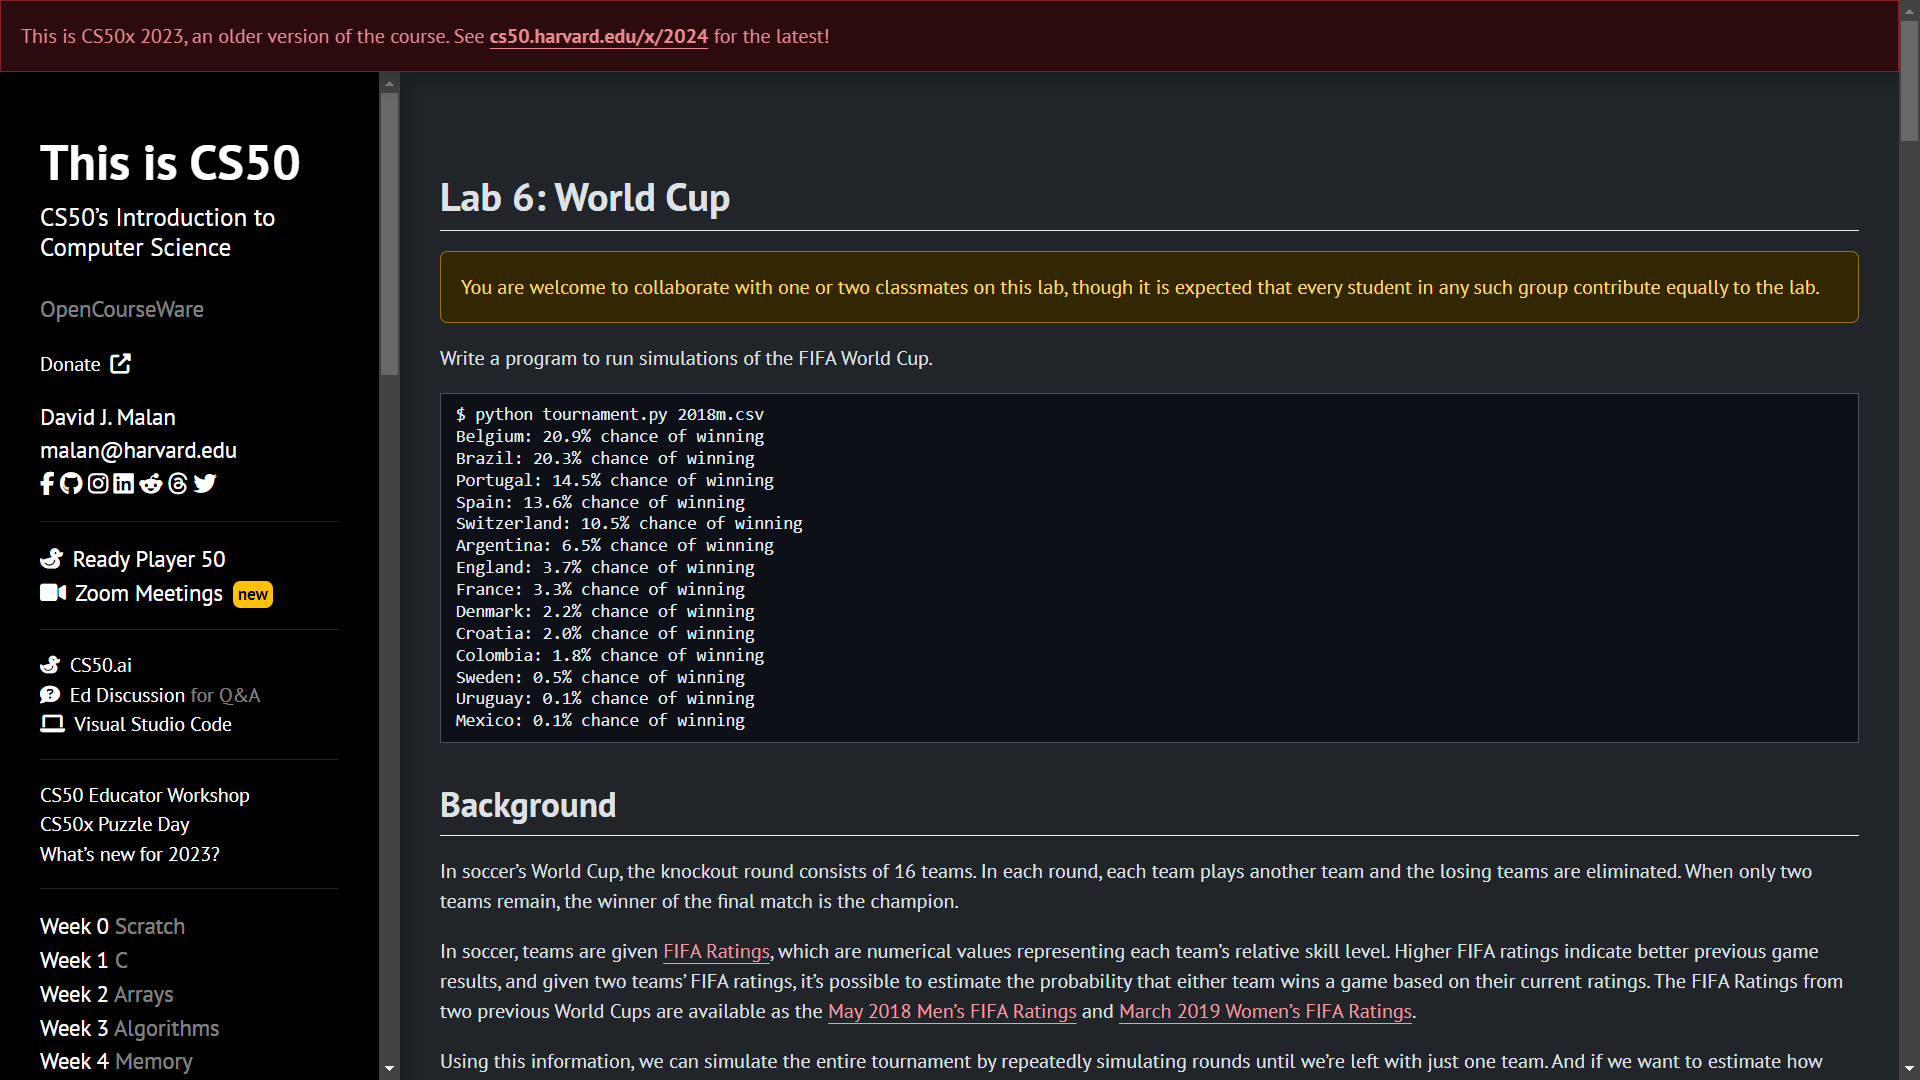 This is CS50x 2023, an older version of the course. See cs50.harvard.edu/x/2024 for the latest!
This is CS50
CS50’s Introduction to
Computer Science
OpenCourseWare
Donate
David J. Malan
malan@harvard.edu
Ready Player 50
Zoom Meetings new
CS50.ai
Ed Discussion for Q&A
Visual Studio Code
CS50 Educator Workshop
CS50x Puzzle Day
What’s new for 2023?
Week 0 Scratch
Week 1 C
Week 2 Arrays
Week 3 Algorithms
Week 4 Memory
Lab 6: World Cup
You are welcome to collaborate with one or two classmates on this lab, though it is expected that every student in any such group contribute equally to the lab.
Write a program to run simulations of the FIFA World Cup.
$ python tournament.py 2018m.csv
Belgium: 20.9% chance of winning
Brazil: 20.3% chance of winning
Portugal: 14.5% chance of winning
Spain: 13.6% chance of winning
Switzerland: 10.5% chance of winning
Argentina: 6.5% chance of winning
England: 3.7% chance of winning
France: 3.3% chance of winning
Denmark: 2.2% chance of winning
Croatia: 2.0% chance of winning
Colombia: 1.8% chance of winning
Sweden: 0.5% chance of winning
Uruguay: 0.1% chance of winning
Mexico: 0.1% chance of winning
Background
In soccer’s World Cup, the knockout round consists of 16 teams. In each round, each team plays another team and the losing teams are eliminated. When only two
teams remain, the winner of the final match is the champion.
In soccer, teams are given FIFA Ratings, which are numerical values representing each team’s relative skill level. Higher FIFA ratings indicate better previous game
results, and given two teams’ FIFA ratings, it’s possible to estimate the probability that either team wins a game based on their current ratings. The FIFA Ratings from
two previous World Cups are available as the May 2018 Men’s FIFA Ratings and March 2019 Women’s FIFA Ratings.
Using this information, we can simulate the entire tournament by repeatedly simulating rounds until we’re left with just one team. And if we want to estimate how